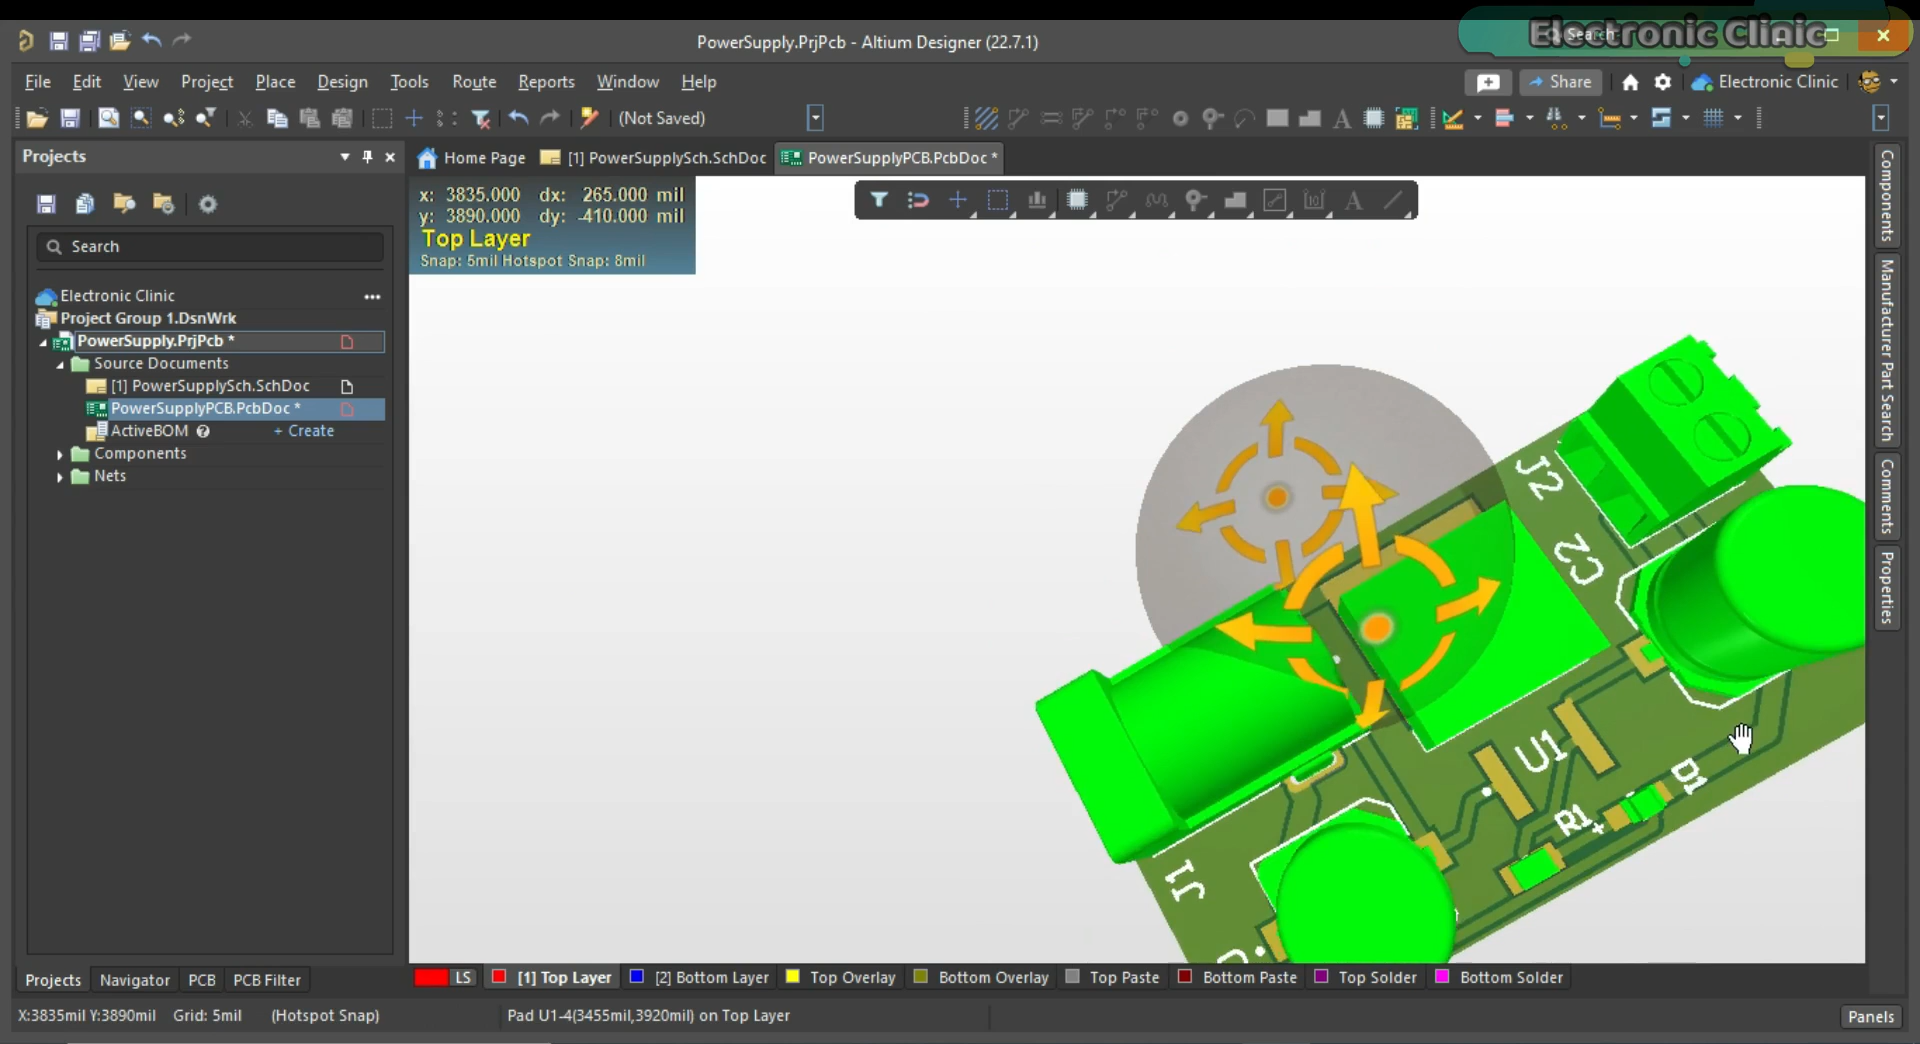 Electronic Clinic
Search
PowerSupply.PrjPcb - Altium Designer (22.7.1)
File Edit View Project Place Design Tools Route Reports Window Help
Share
Electronic Clinic
(Not Saved)
Projects
Home Page
[1] PowerSupplySch.SchDoc
PowerSupplyPCB.PcbDoc *
x: 3835.000 dx: 265.000 mil
y: 3890.000 dy: -410.000 mil
Top Layer
Snap: 5mil Hotspot Snap: 8mil
Search
Electronic Clinic
Project Group 1.DsnWrk
PowerSupply.PrjPcb *
Source Documents
[1] PowerSupplySch.SchDoc
PowerSupplyPCB.PcbDoc *
ActiveBOM + Create
Components
Nets
Components
Manufacturer Part Search
Comments
Properties
J2
C2
U1
D1
R1
+
J1
Projects Navigator PCB PCB Filter
LS [1] Top Layer [2] Bottom Layer Top Overlay Bottom Overlay Top Paste Bottom Paste Top Solder Bottom Solder
X:3835mil Y:3890mil Grid: 5mil (Hotspot Snap) Pad U1-4(3455mil,3920mil) on Top Layer
Panels